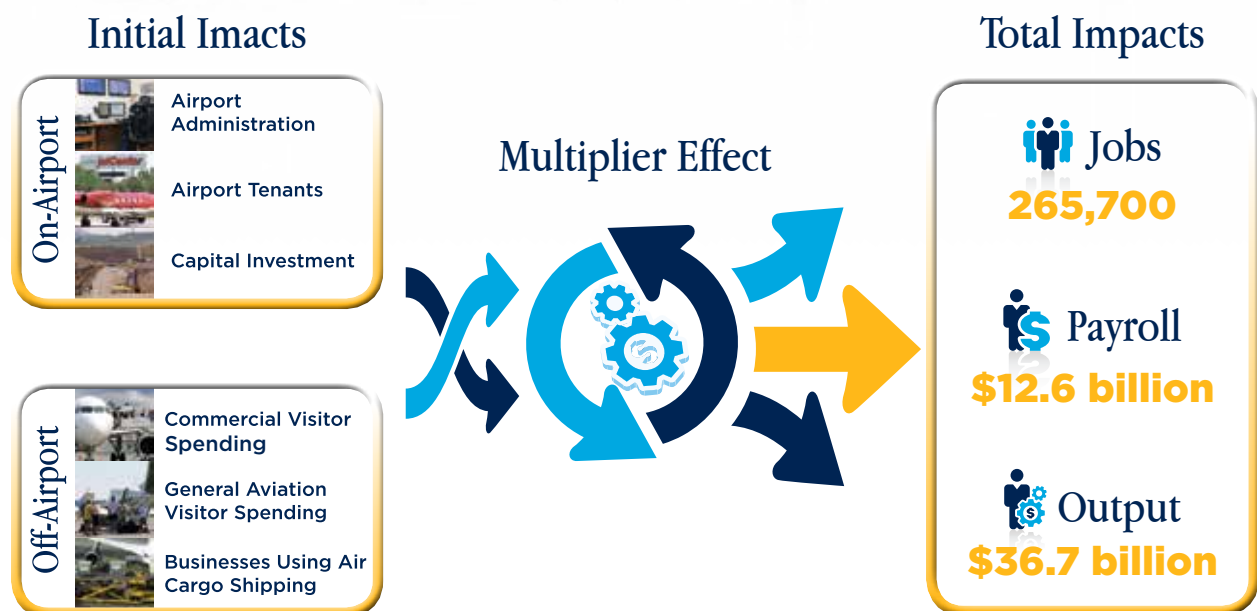 Initial Imacts
On-Airport
Airport
Administration
Airport Tenants
Capital Investment
Off-Airport
Commercial Visitor
Spending
General Aviation
Visitor Spending
Businesses Using Air
Cargo Shipping
Multiplier Effect
Total Impacts
Jobs
265,700
Payroll
$12.6 billion
Output
$36.7 billion